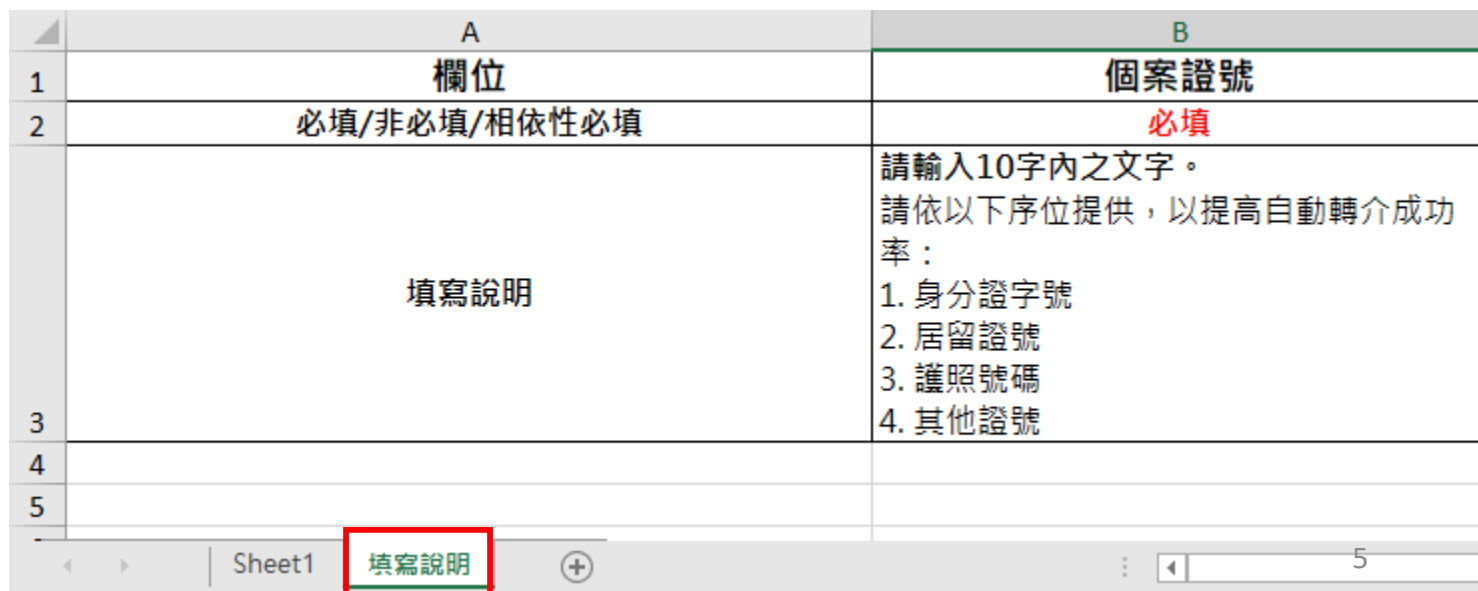 A B
1 欄位 個案證號
2 必填/非必填/相依性必填 必填
請輸入10字內之文字。
請依以下序位提供，以提高自動轉介成功
率：
填寫說明
1. 身分證字號
2. 居留證號
3. 護照號碼
3 4. 其他證號
4
5
Sheet1 填寫說明 5